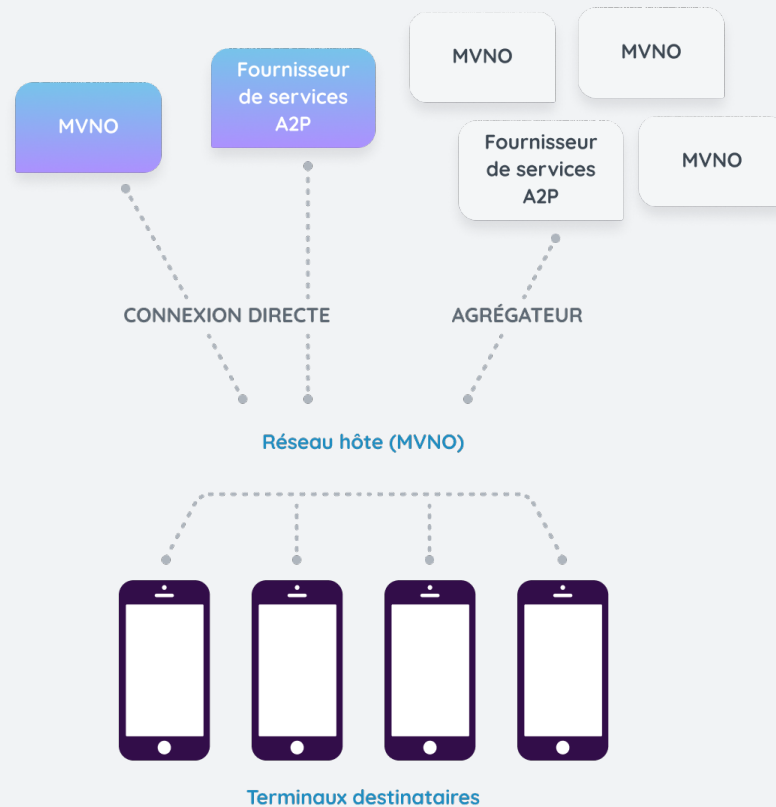 MVNO
Fournisseur
de services
A2P
MVNO
MVNO
Fournisseur
de services
A2P
MVNO
CONNEXION DIRECTE
AGRÉGATEUR
Réseau hôte (MVNO)
Terminaux destinataires